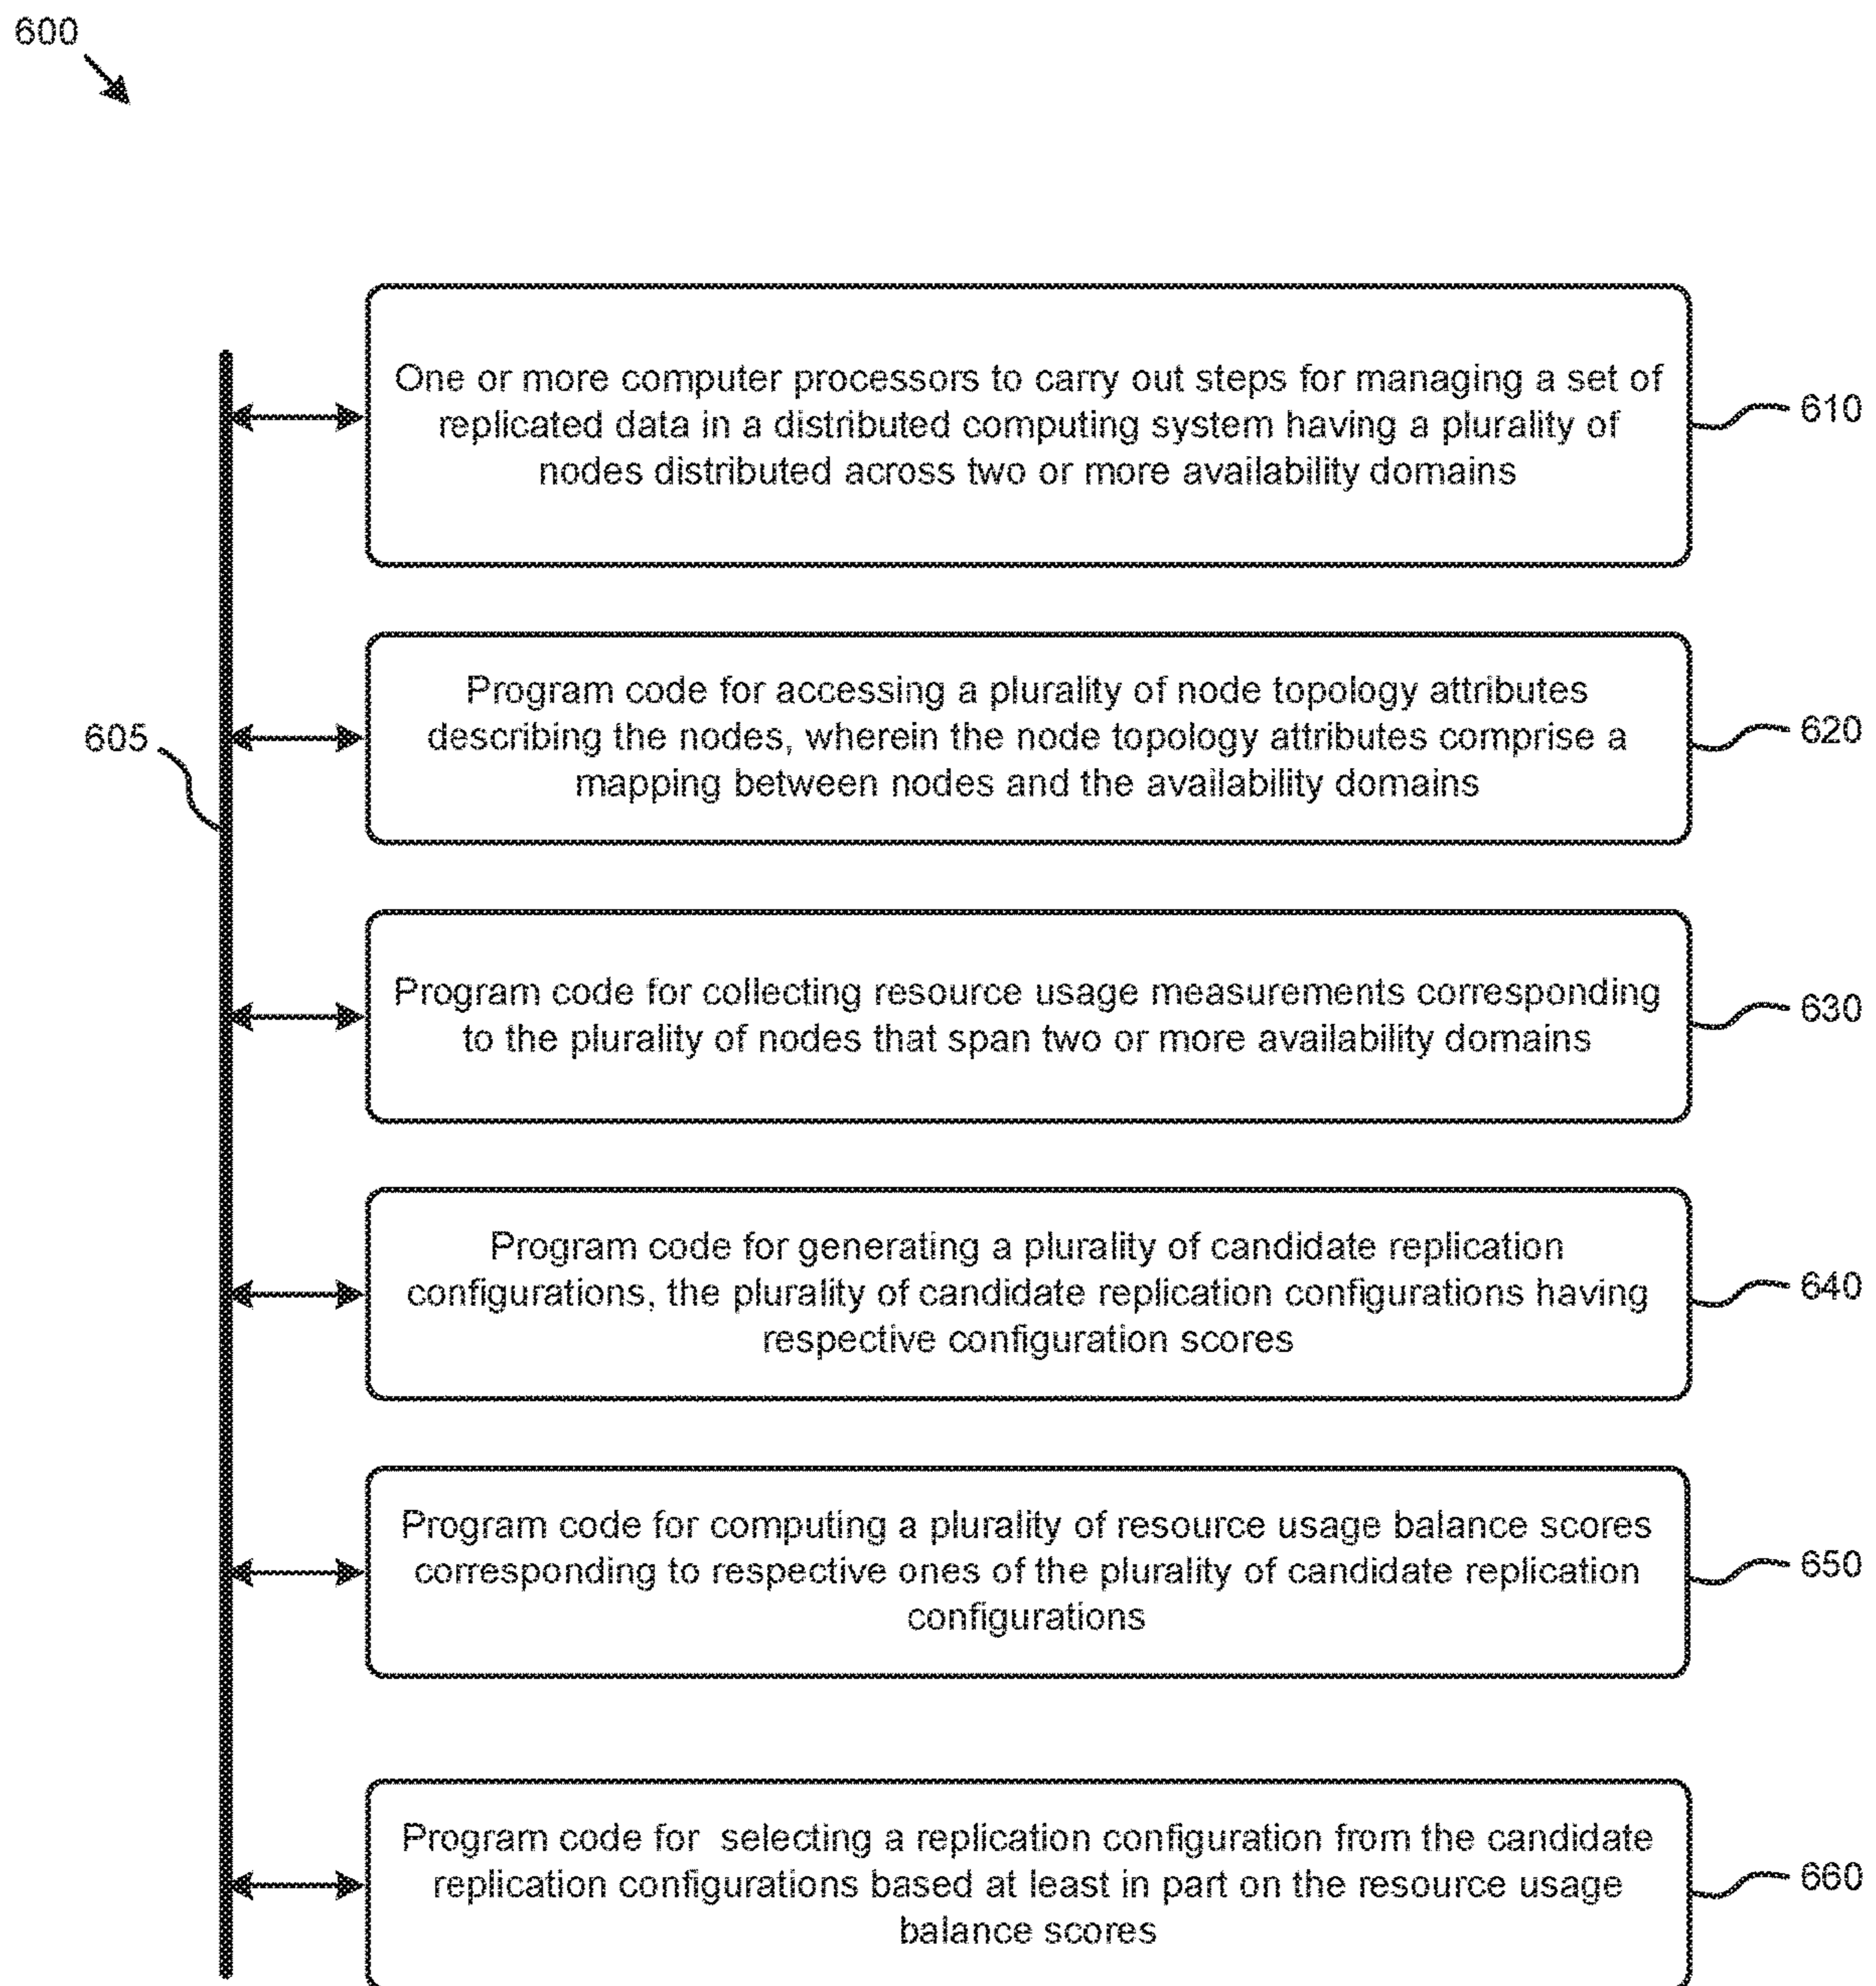 600
One or more computer processors to carry out steps for managing a set of
replicated data in a distributed computing system having a plurality of
nodes distributed across two or more availability domains
610
Program code for accessing a plurality of node topology attributes
describing the nodes, wherein the node topology attributes comprise a
mapping between nodes and the availability domains
620
605
Program code for collecting resource usage measurements corresponding
to the plurality of nodes that span two or more availability domains
630
Program code for generating a plurality of candidate replication
configurations, the plurality of candidate replication configurations having
respective configuration scores
640
Program code for computing a plurality of resource usage balance scores
corresponding to respective ones of the plurality of candidate replication
configurations
650
Program code for selecting a replication configuration from the candidate
replication configurations based at least in part on the resource usage
balance scores
660